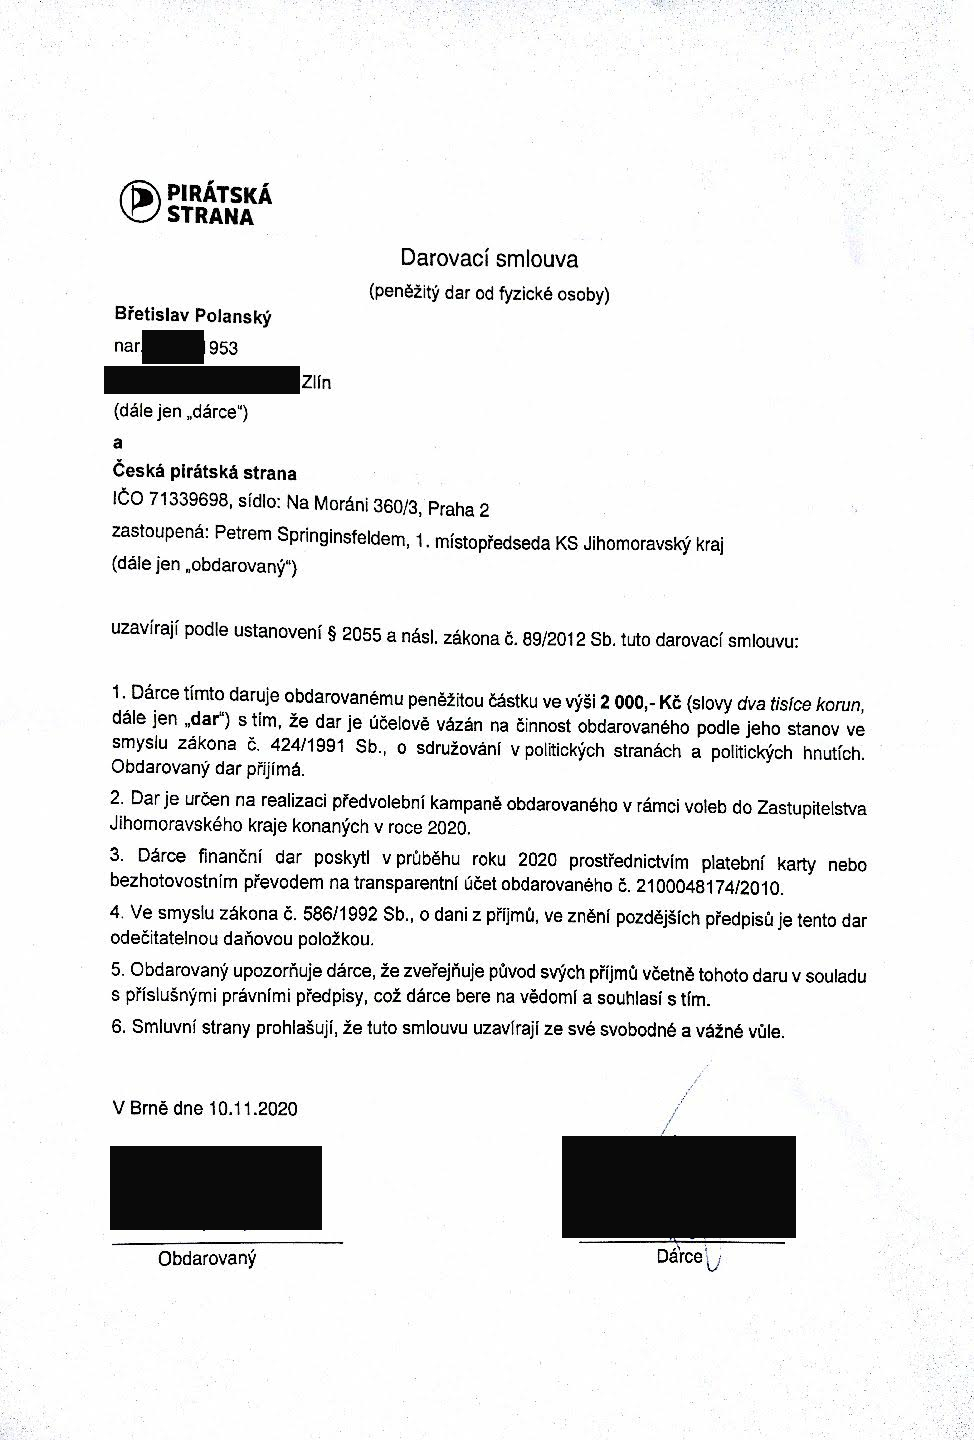 PIRÁTSKÁ
STRANA
Darovací smlouva
(peněžitý dar od fyzické osoby)
Břetislav Polanský
nar. 953
Zlín
(dále jen „dárce“)
a
Česká pirátská strana
IČO 71339698, sídlo: Na Moráni 360/3, Praha 2
zastoupená: Petrem Springinsfeldem, 1. místopředseda KS Jihomoravský kraj
(dále jen „obdarovaný“)
uzavírají podle ustanovení § 2055 a násl. zákona č. 89/2012 Sb. tuto darovací smlouvu:
1. Dárce tímto daruje obdarovanému peněžitou částku ve výši 2 000,- Kč (slovy dva tisíce korun,
dále jen „dar“) s tím, že dar je účelově vázán na činnost obdarovaného podle jeho stanov ve
smyslu zákona č. 424/1991 Sb., o sdružování v politických stranách a politických hnutích.
Obdarovaný dar přijímá.
2. Dar je určen na realizaci předvolební kampaně obdarovaného v rámci voleb do Zastupitelstva
Jihomoravského kraje konaných v roce 2020.
3. Dárce finanční dar poskytl v průběhu roku 2020 prostřednictvím platební karty nebo
bezhotovostním převodem na transparentní účet obdarovaného č. 2100048174/2010.
4. Ve smyslu zákona č. 586/1992 Sb., o dani z příjmů, ve znění pozdějších předpisů je tento dar
odečitatelnou daňovou položkou.
5. Obdarovaný upozorňuje dárce, že zveřejňuje původ svých příjmů včetně tohoto daru v souladu
s příslušnými právními předpisy, což dárce bere na vědomí a souhlasí s tím.
6. Smluvní strany prohlašují, že tuto smlouvu uzavírají ze své svobodné a vážné vůle.
V Brně dne 10.11.2020
Obdarovaný
Dárce